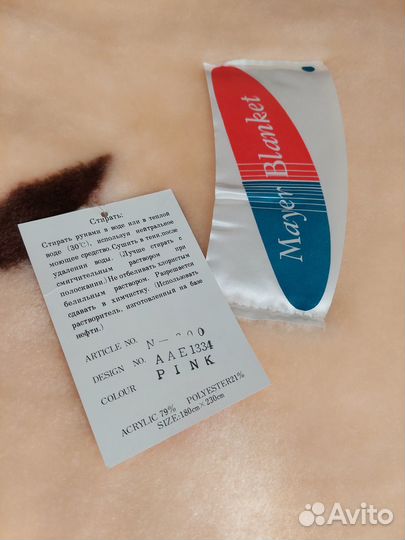 Mayer Blanket
Стирать:
Стирать руками в воде или в теплой
воде (30℃), используя нейтральное
моющее средство. Сушить в тени, после
удаления воды. (Лучше стирать с
смягчительным раствором при
полоскании.) Не отбеливать хлористым
белильным раствором. Разрешается
сдавать в химчистку. (Использовать
растворитель, изготовленный на базе
нефти.)
ARTICLE NO. N— 200
DESIGN NO. AAE1334
COLOUR PINK
ACRYLIC 79% POLYESTER21%
SIZE:180cm×230cm
Avito